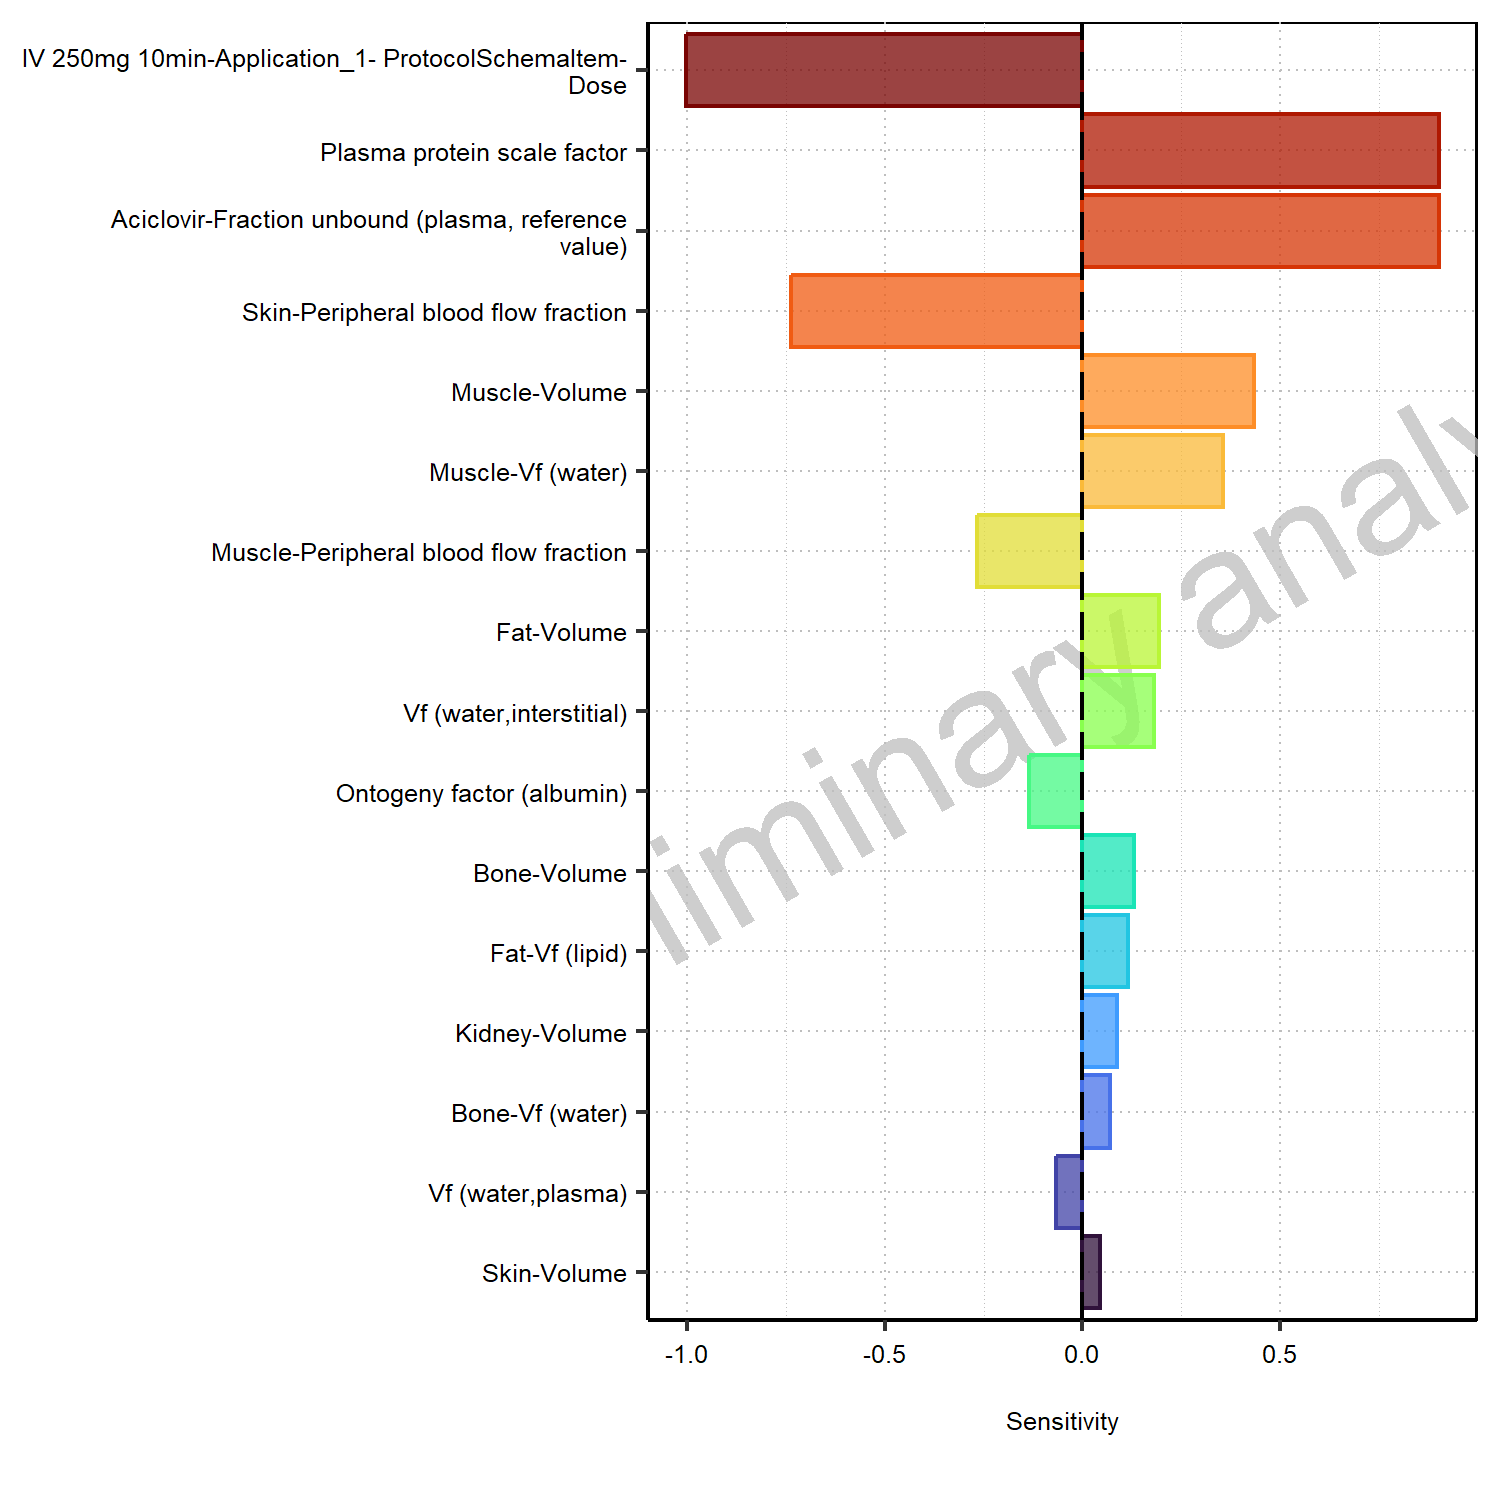 IV 250mg 10min-Application_1- ProtocolSchemaItem-
Dose
Plasma protein scale factor
Aciclovir-Fraction unbound (plasma, reference
value)
Skin-Peripheral blood flow fraction
Muscle-Volume
Muscle-Vf (water)
Muscle-Peripheral blood flow fraction
Fat-Volume
Vf (water,interstitial)
Ontogeny factor (albumin)
Bone-Volume
Fat-Vf (lipid)
Kidney-Volume
Bone-Vf (water)
Vf (water,plasma)
Skin-Volume
liminary analy
-1.0 -0.5 0.0 0.5
Sensitivity